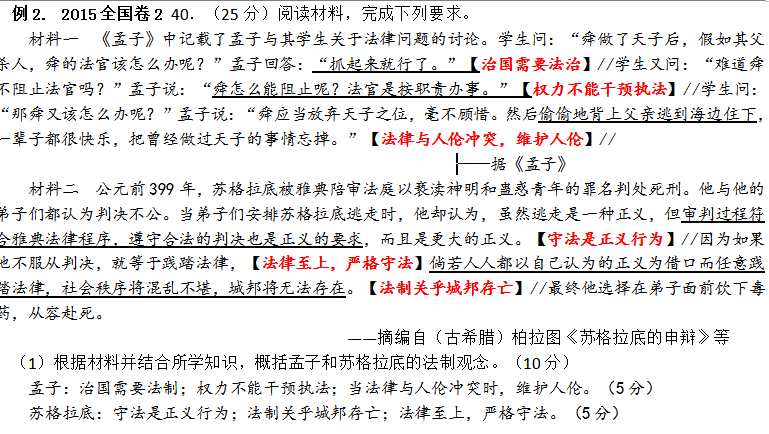 例 2. 2015全国卷2 40.（25分）阅读材料，完成下列要求。
材料一 《孟子》中记载了孟子与其学生关于法律问题的讨论。学生问：“舜做了天子后，假如其父
杀人，舜的法官该怎么办呢？”孟子回答：“抓起来就行了。”【治国需要法治】//学生又问：“难道舜
不阻止法官吗？”孟子说：“舜怎么能阻止呢？法官是按职责办事。”【权力不能干预执法】//学生问：
“那舜又该怎么办呢？”孟子说：“舜应当放弃天子之位，毫不顾惜。然后偷偷地背上父亲逃到海边住下，
一辈子都很快乐，把曾经做过天子的事情忘掉。”【法律与人伦冲突，维护人伦】//
——据《孟子》
材料二 公元前399年，苏格拉底被雅典陪审法庭以亵渎神明和蛊惑青年的罪名判处死刑。他与他的
弟子们都认为判决不公。当弟子们安排苏格拉底逃走时，他却认为，虽然逃走是一种正义，但审判过程符
合雅典法律程序，遵守合法的判决也是正义的要求，而且是更大的正义。【守法是正义行为】//因为如果
他不服从判决，就等于践踏法律，【法律至上，严格守法】倘若人人都以自己认为的正义为借口而任意践
踏法律，社会秩序将混乱不堪，城邦将无法存在。【法制关乎城邦存亡】//最终他选择在弟子面前饮下毒
药，从容赴死。
——摘编自（古希腊）柏拉图《苏格拉底的申辩》等
（1）根据材料并结合所学知识，概括孟子和苏格拉底的法制观念。（10分）
孟子：治国需要法制；权力不能干预执法；当法律与人伦冲突时，维护人伦。（5分）
苏格拉底：守法是正义行为；法制关乎城邦存亡；法律至上，严格守法。（5分）